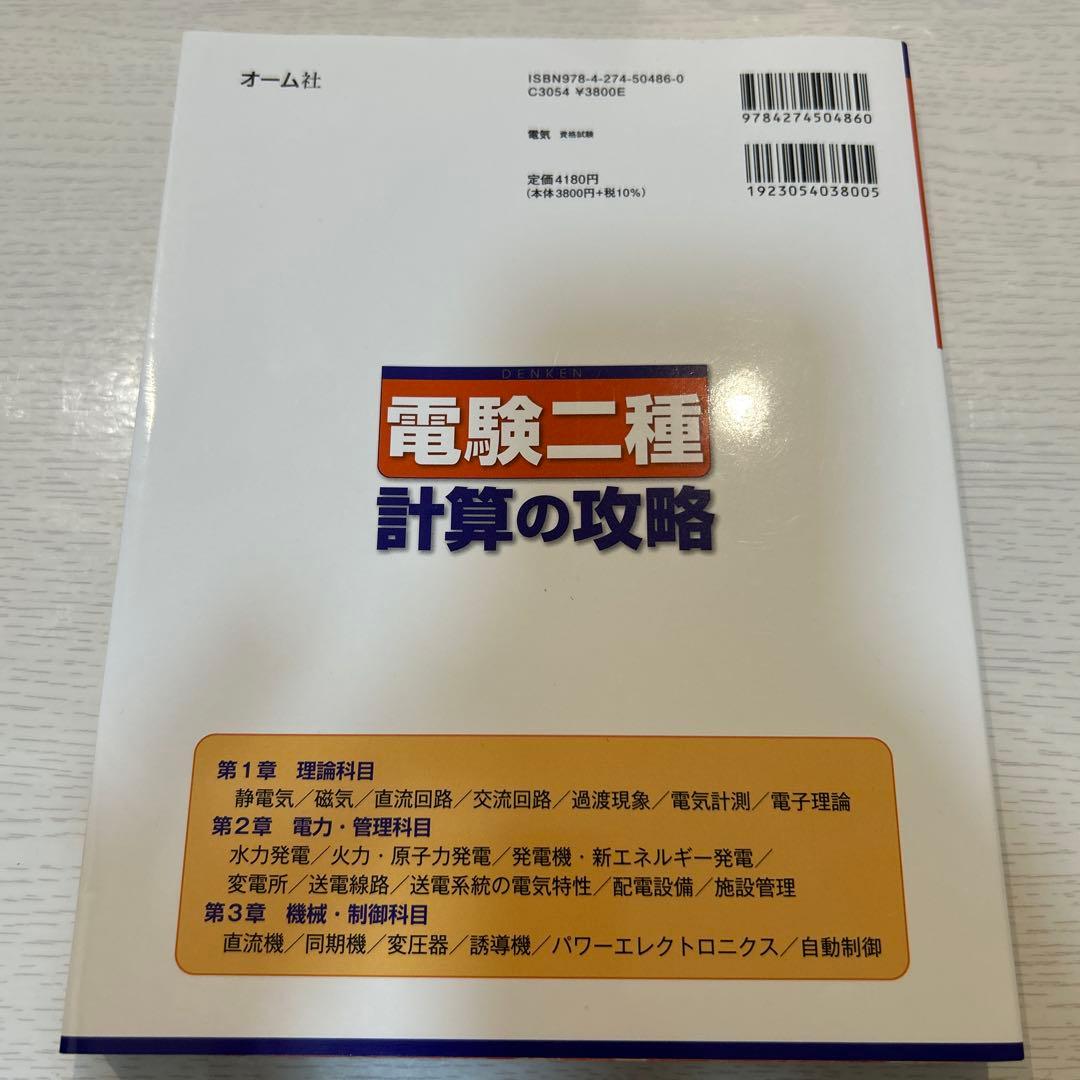 オーム社
ISBN978-4-274-50486-0
C3054 ¥3800E
電気 資格試験
定価4180円
(本体3800円+税10%)
9784274504860
1923054038005
DENKEN
電験二種
計算の攻略
第1章 理論科目
静電気/磁気/直流回路/交流回路/過渡現象/電気計測/電子理論
第2章 電力・管理科目
水力発電/火力・原子力発電/発電機・新エネルギー発電/
変電所/送電線路/送電系統の電気特性/配電設備/施設管理
第3章 機械・制御科目
直流機/同期機/変圧器/誘導機/パワーエレクトロニクス/自動制御